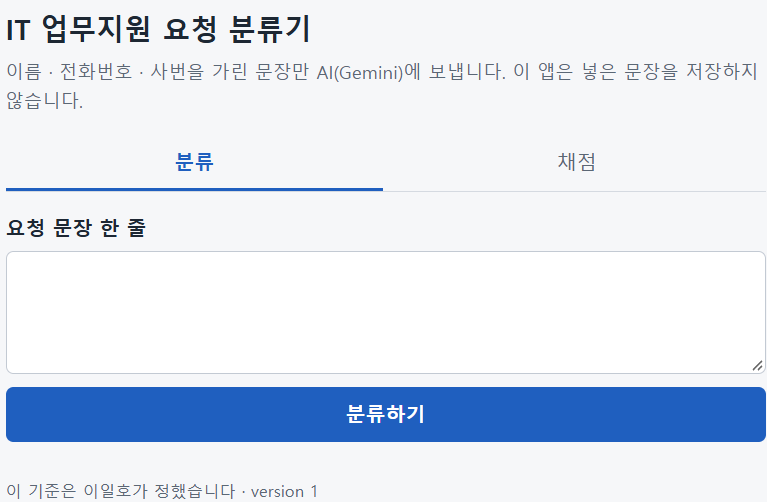 IT 업무지원 요청 분류기
이름 · 전화번호 · 사번을 가린 문장만 AI(Gemini)에 보냅니다. 이 앱은 넣은 문장을 저장하지
않습니다.
분류 채점
요청 문장 한 줄
분류하기
이 기준은 이일호가 정했습니다 · version 1